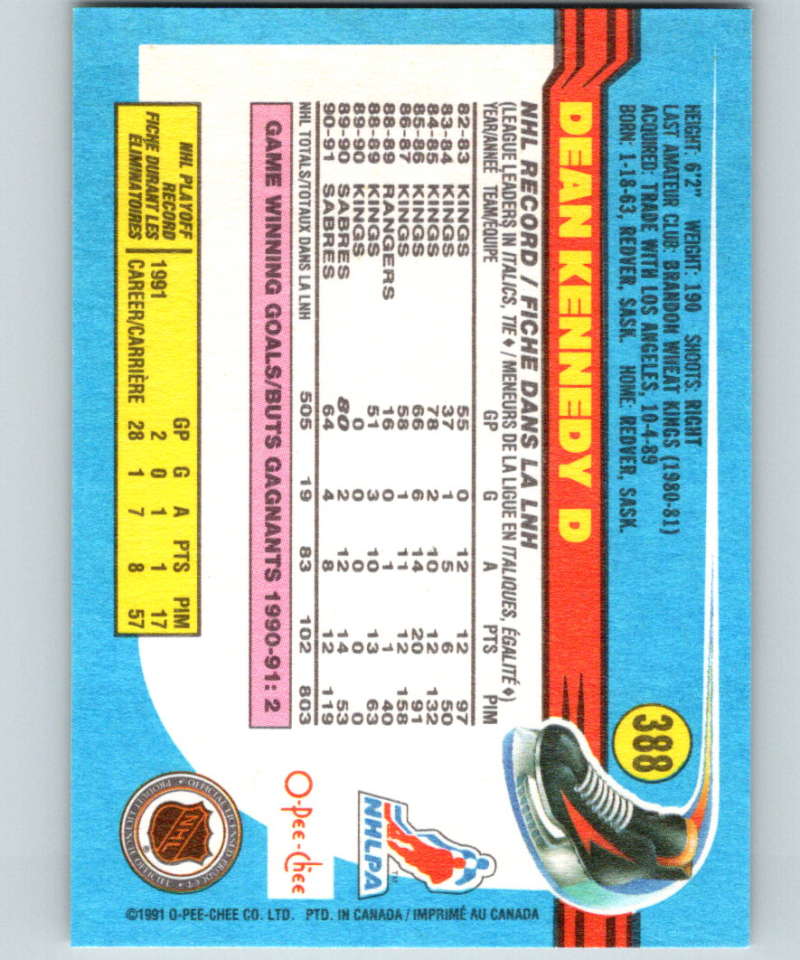 388
HEIGHT: 6'2" WEIGHT: 190 SHOOTS: RIGHT
LAST AMATEUR CLUB: BRANDON WHEAT KINGS (1980-81)
ACQUIRED: TRADE WITH LOS ANGELES, 10-4-89
BORN: 1-18-63, REDVER, SASK. HOME: REDVER, SASK.
DEAN KENNEDY D
NHL RECORD / FICHE DANS LA LNH
(LEAGUE LEADERS IN ITALICS, TIE♦ / MENEURS DE LA LIGUE EN ITALIQUES, ÉGALITÉ♦)
YEAR/ANNÉE TEAM/ÉQUIPE GP G A PTS PIM
82-83 KINGS 55 0 12 12 97
83-84 KINGS 37 1 5 6 50
84-85 KINGS 78 2 10 12 132
85-86 KINGS 66 6 14 20 91
86-87 KINGS 58 1 11 12 158
88-89 RANGERS 16 0 1 1 40
88-89 KINGS 51 3 10 13 63
89-90 KINGS 0 0 0 0 0
89-90 SABRES 80 2 12 14 53
90-91 SABRES 64 4 8 12 119
NHL TOTALS/TOTAUX DANS LA LNH 505 19 83 102 803
GAME WINNING GOALS/BUTS GAGNANTS 1990-91: 2
NHL PLAYOFF RECORD
FICHE DURANT LES ÉLIMINATOIRES
GP G A PTS PIM
1991 2 0 1 1 17
CAREER/CARRIÈRE 28 1 7 8 57
NHLPA
TM
O-Pee-Chee
NHL
©1991 O-PEE-CHEE CO. LTD. PTD. IN CANADA / IMPRIMÉ AU CANADA